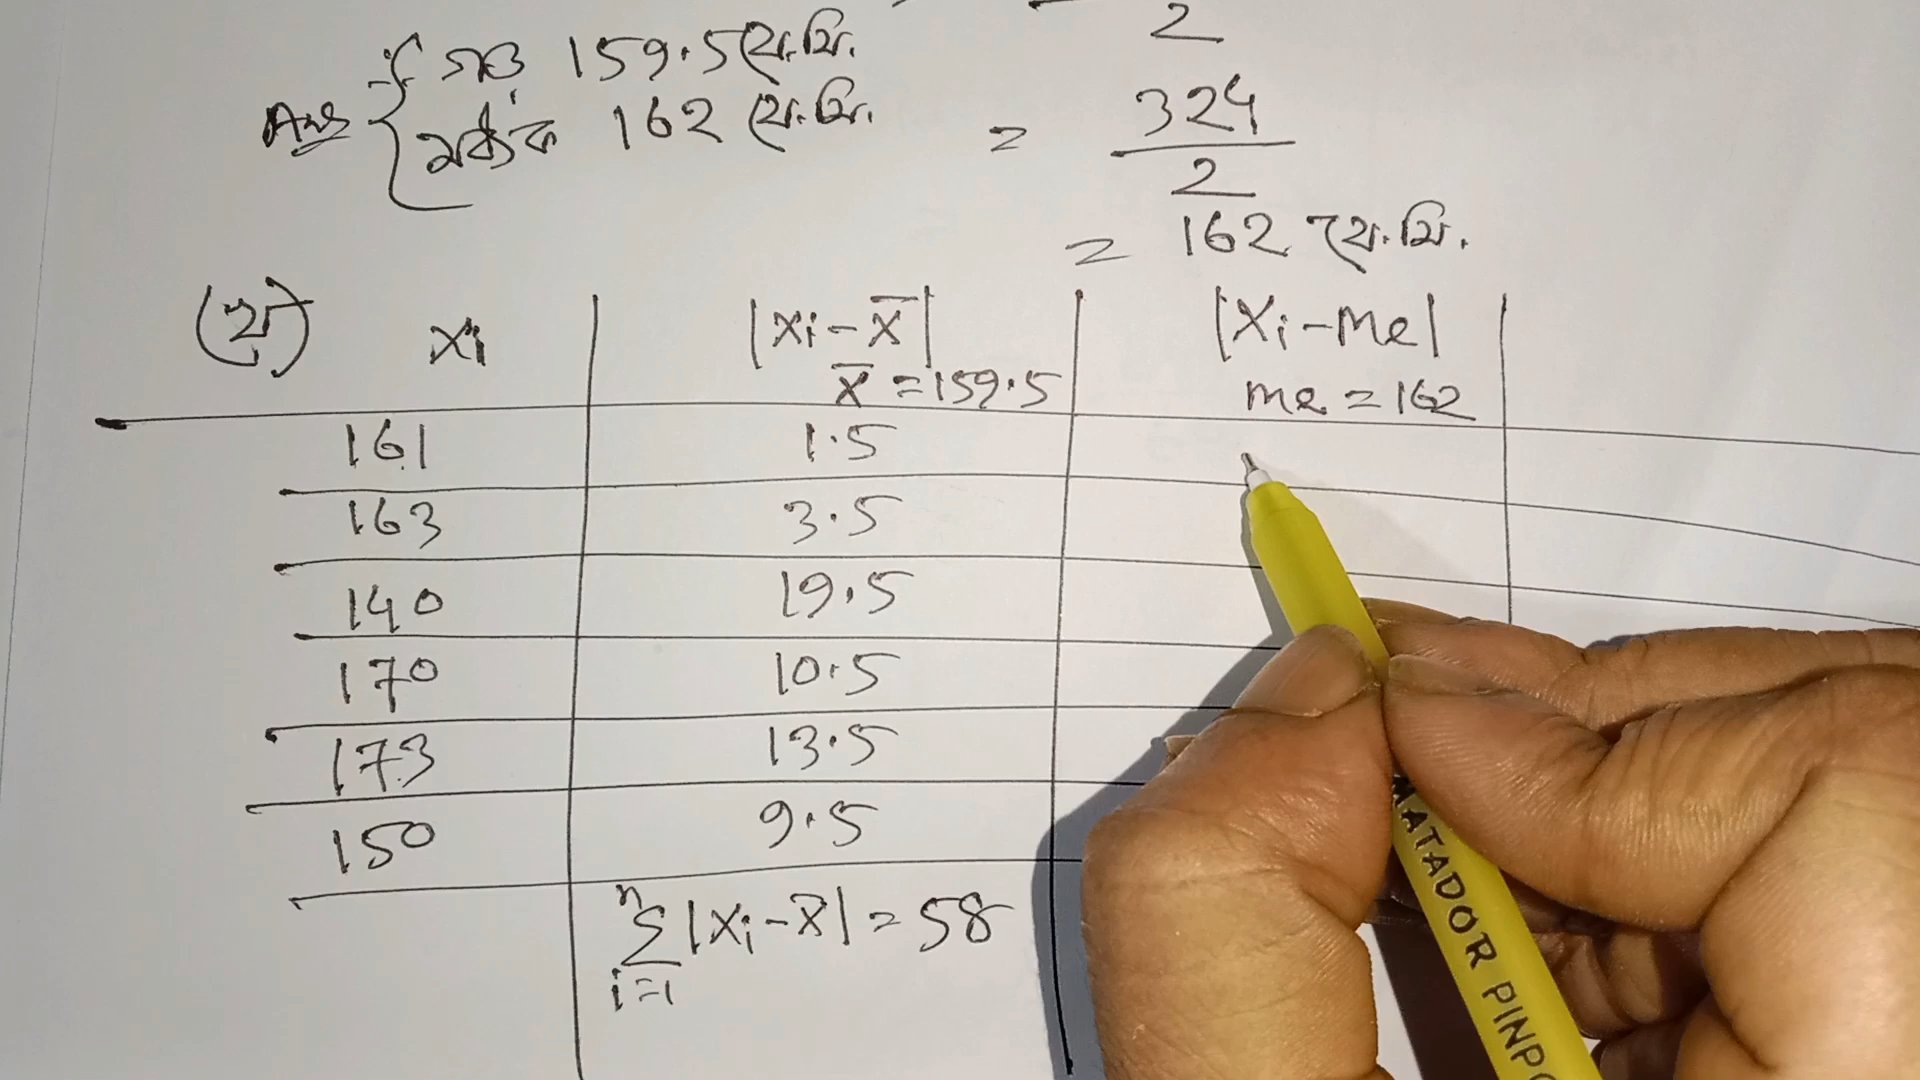 গড় 159.5 সে.মি.
Ans মধ্যক 162 সে.মি.
2
= 324
2
= 162 সে.মি.
(খ) xi |xi-x̄| |xi-me|
x̄ = 159.5 me = 162
161 1.5
163 3.5
140 19.5
170 10.5
173 13.5
150 9.5
n
Σ |xi-x̄| = 58
i=1
MATADOR PINPO